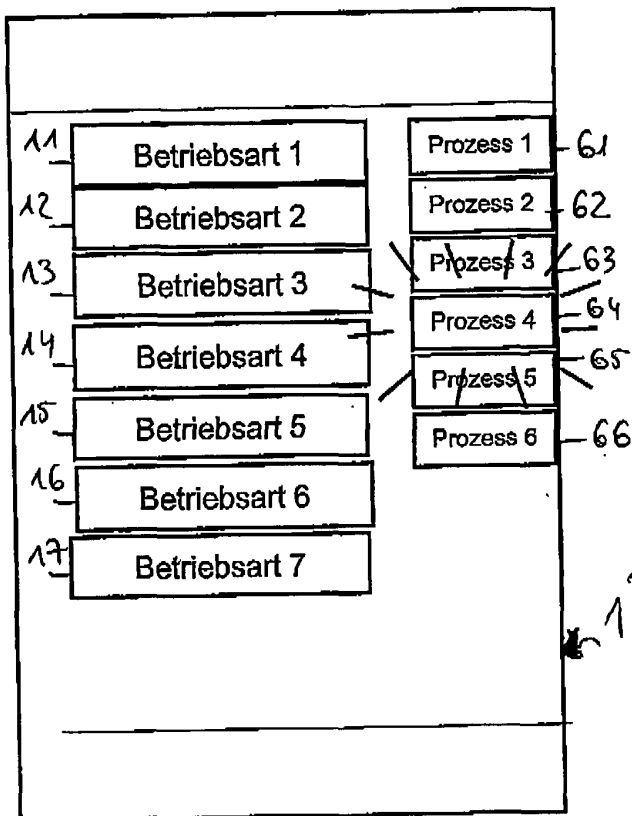 11 Betriebsart 1 Prozess 1 61
12 Betriebsart 2 Prozess 2 62
13 Betriebsart 3 Prozess 3 63
14 Betriebsart 4 Prozess 4 64
15 Betriebsart 5 Prozess 5 65
16 Betriebsart 6 Prozess 6 66
17 Betriebsart 7
1